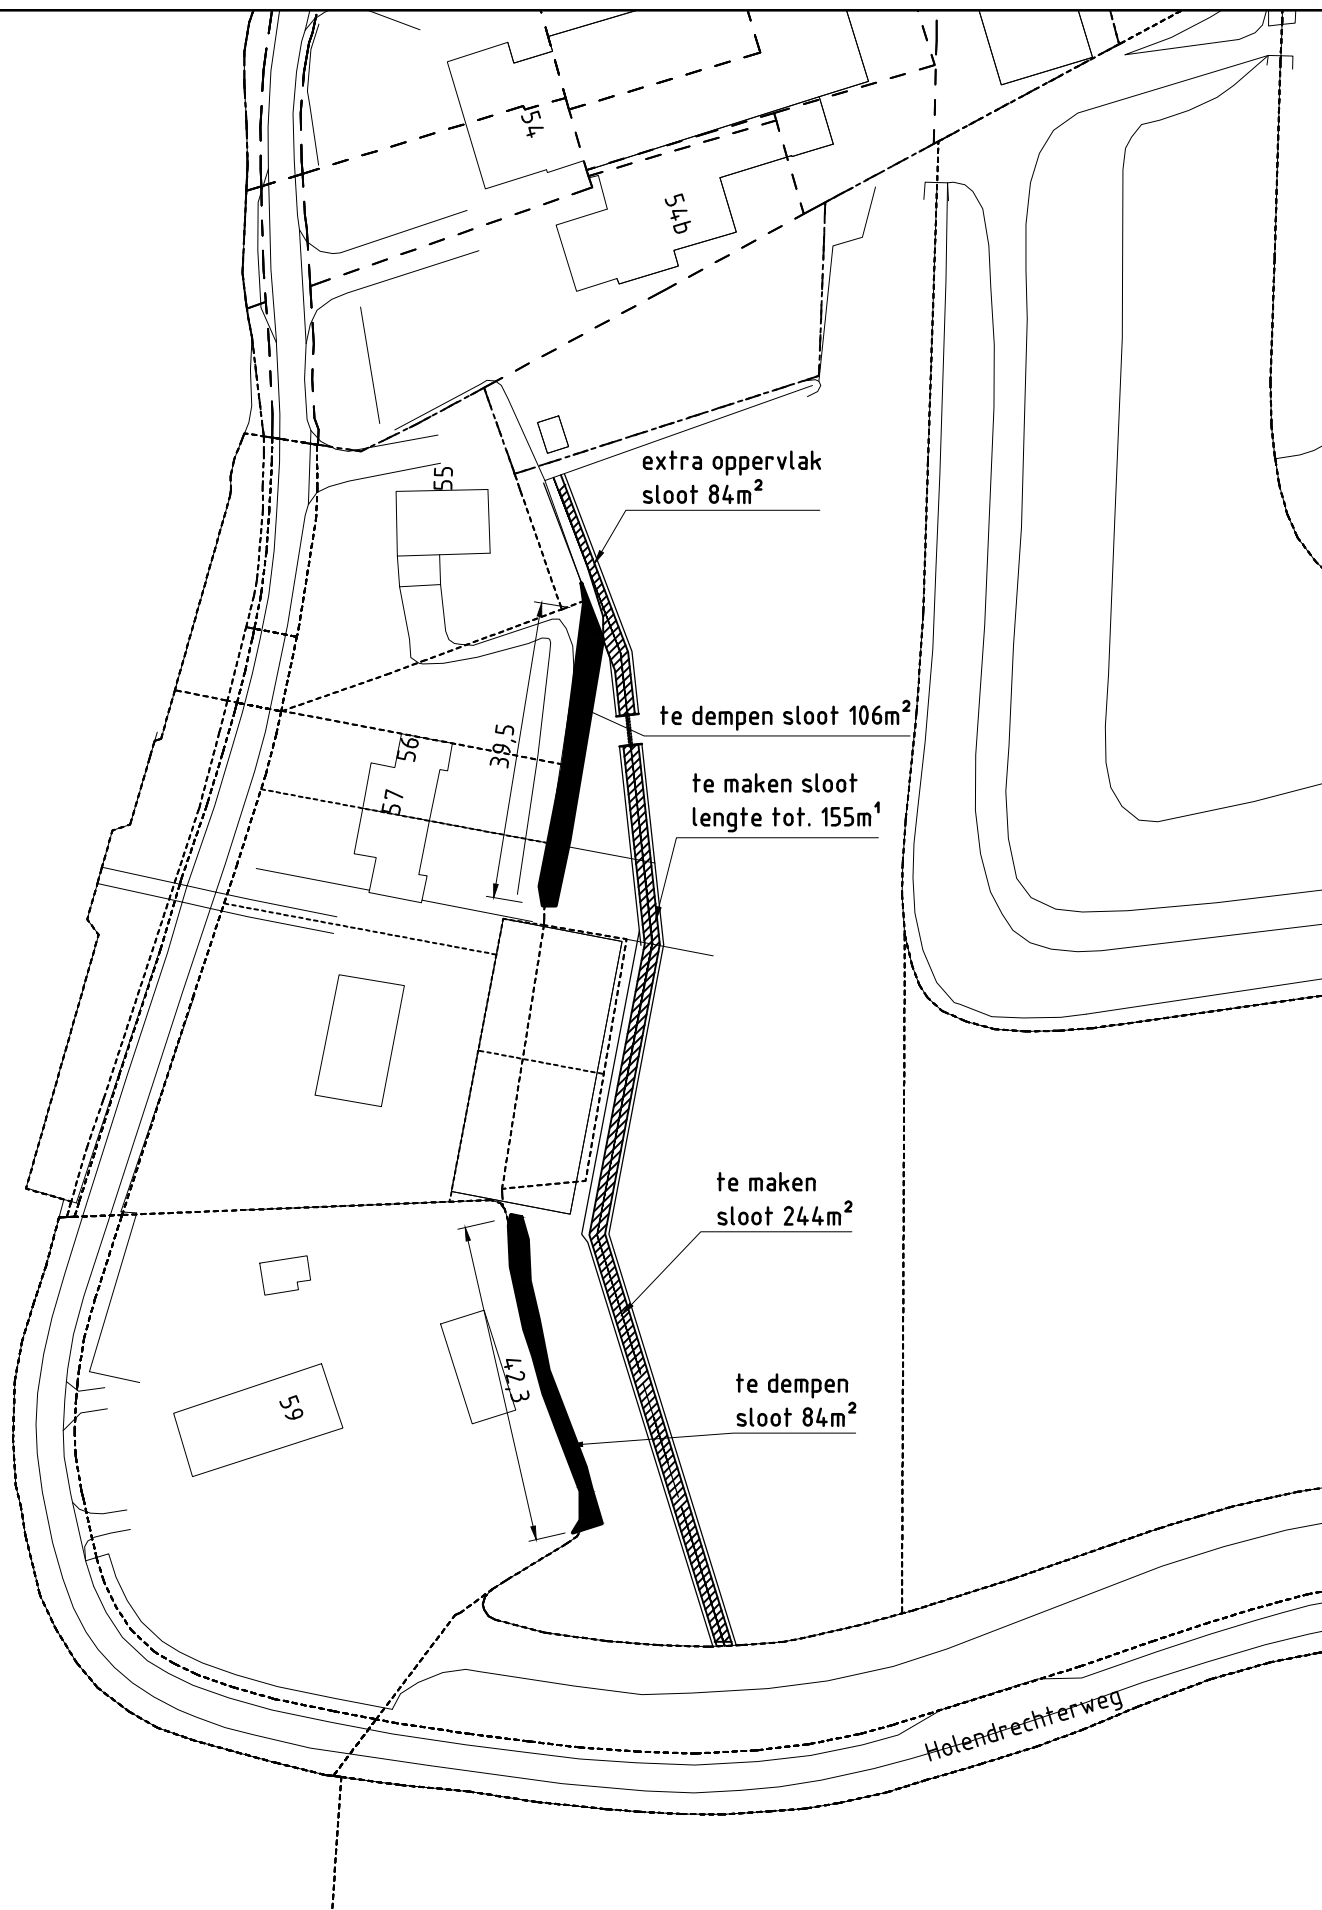 54
54b
extra oppervlak
sloot 84m²
55
te dempen sloot 106m²
39,5
56
57
te maken sloot
lengte tot. 155m¹
te maken
sloot 244m²
42,3
te dempen
sloot 84m²
59
Holendrechterweg